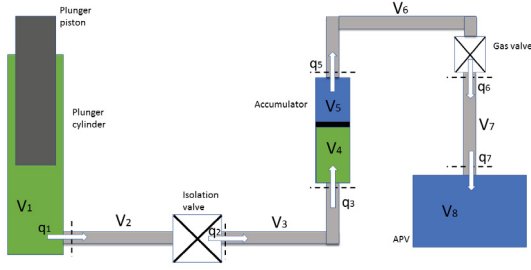 Plunger
piston
Plunger
cylinder
V1
q1
V2
Isolation
valve
q2
V3
q3
Accumulator
V4
V5
q5
V6
Gas valve
q6
V7
q7
V8
APV